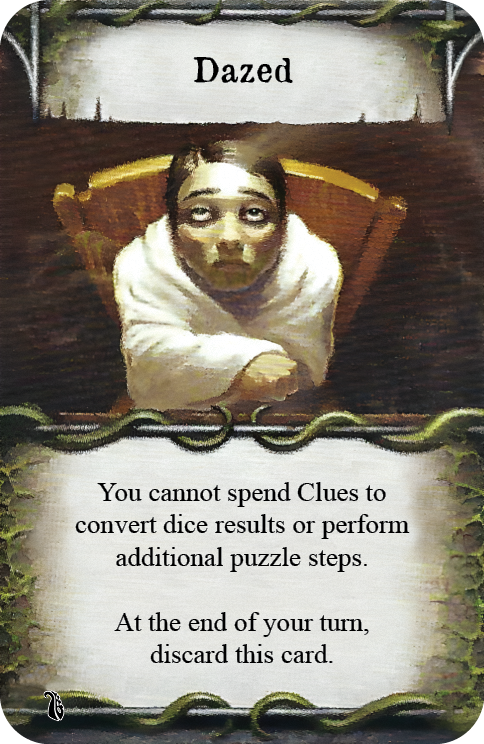 Dazed
You cannot spend Clues to
convert dice results or perform
additional puzzle steps.
At the end of your turn,
discard this card.